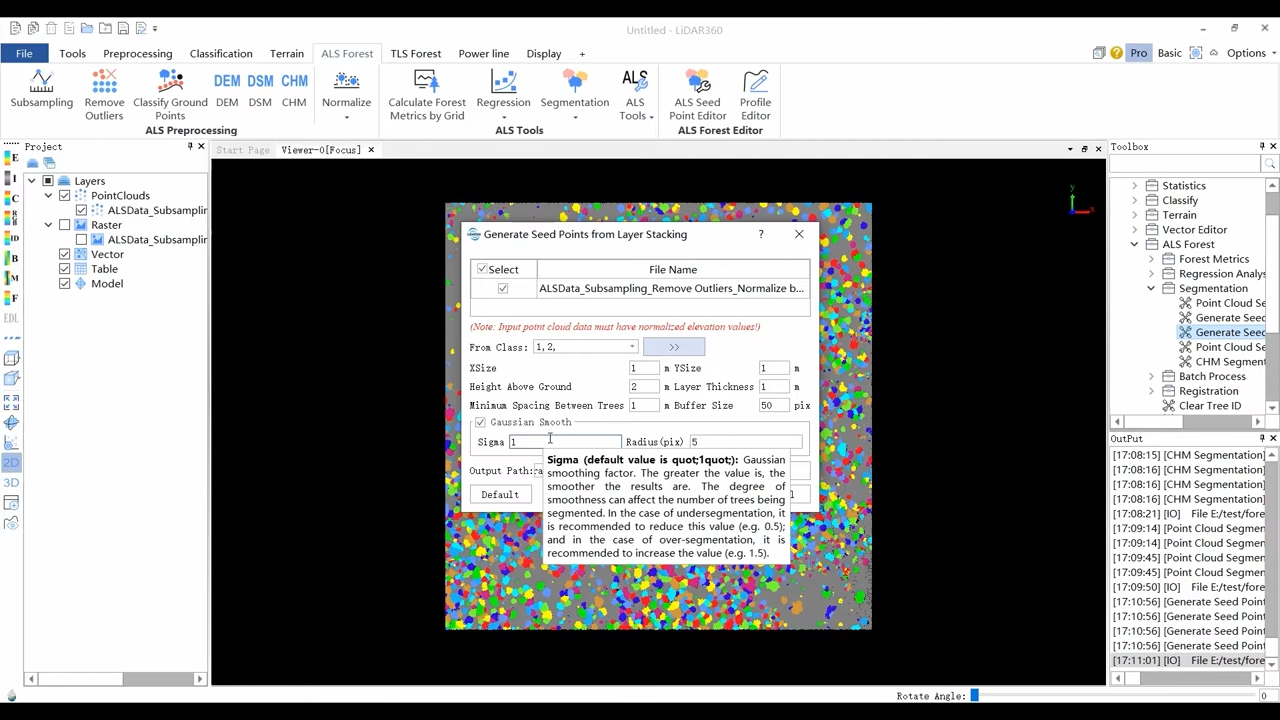 Untitled - LiDAR360
File Tools Preprocessing Classification Terrain ALS Forest TLS Forest Power line Display +
Pro Basic Options
Subsampling
Remove Outliers
Classify Ground Points
DEM DEM
DSM DSM
CHM CHM
Normalize
Calculate Forest Metrics by Grid
Regression
Segmentation
ALS ALS Tools
ALS Seed Point Editor
Profile Editor
ALS Preprocessing
ALS Tools
ALS Forest Editor
Project
Start Page
Viewer-0[Focus]
Toolbox
Layers
PointClouds
ALSData_Subsamplin
Raster
ALSData_Subsamplin
Vector
Table
Model
E
I
C
ID
B
M
F
EDL
2D
3D
y
x
Generate Seed Points from Layer Stacking ?
Select File Name
ALSData_Subsampling_Remove Outliers_Normalize b...
(Note: Input point cloud data must have normalized elevation values!)
From Class: 1,2, >>
XSize 1 m YSize 1 m
Height Above Ground 2 m Layer Thickness 1 m
Minimum Spacing Between Trees 1 m Buffer Size 50 pix
Gaussian Smooth
Sigma 1 Radius(pix) 5
Output Path:
Default
Sigma (default value is quot;1quot;): Gaussian
smoothing factor. The greater the value is, the
smoother the results are. The degree of
smoothness can affect the number of trees being
segmented. In the case of undersegmentation, it
is recommended to reduce this value (e.g. 0.5);
and in the case of over-segmentation, it is
recommended to increase the value (e.g. 1.5).
Statistics
Classify
Terrain
Vector Editor
ALS Forest
Forest Metrics
Regression Analys
Segmentation
Point Cloud Se
Generate Seed
Generate Seed
Point Cloud Se
CHM Segment
Batch Process
Registration
Clear Tree ID
OutPut
[17:08:15] [CHM Segmentation]
[17:08:16] [CHM Segmentation]
[17:08:16] [CHM Segmentation]
[17:08:16] [CHM Segmentation]
[17:08:21] [IO] File E:/test/fore
[17:09:14] [Point Cloud Segmen
[17:09:14] [Point Cloud Segmen
[17:09:45] [Point Cloud Segmen
[17:09:50] [IO] File E:/test/fore
[17:10:56] [Generate Seed Point
[17:10:56] [Generate Seed Point
[17:10:56] [Generate Seed Point
[17:11:01] [IO] File E:/test/fore
Rotate Angle: 0